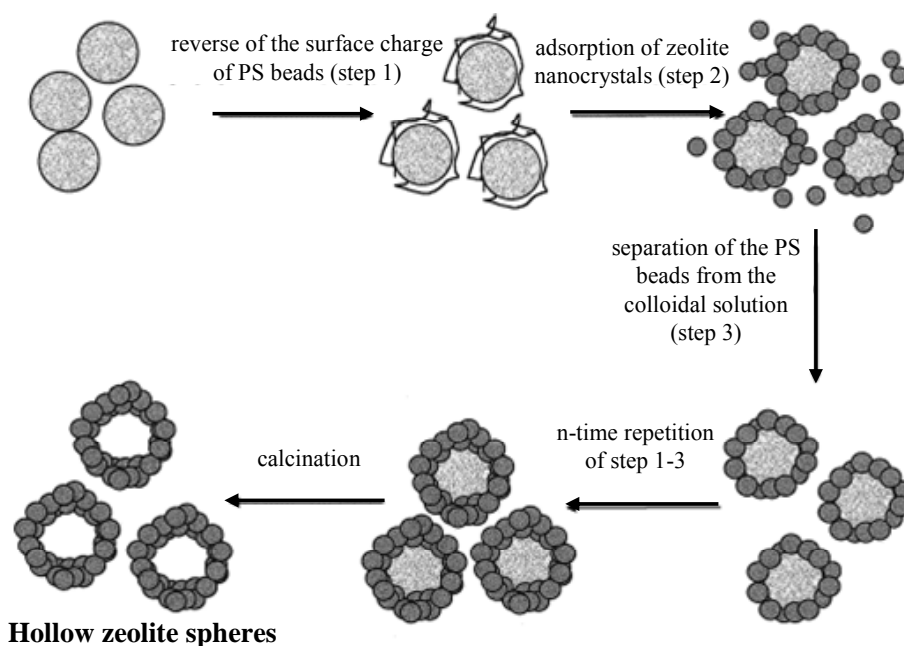 reverse of the surface charge
of PS beads (step 1)
adsorption of zeolite
nanocrystals (step 2)
separation of the PS
beads from the
colloidal solution
(step 3)
n-time repetition
of step 1-3
calcination
Hollow zeolite spheres